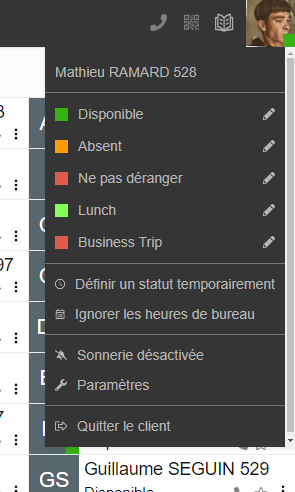 Mathieu RAMARD 528
Disponible
Absent
Ne pas déranger
Lunch
Business Trip
Définir un statut temporairement
Ignorer les heures de bureau
Sonnerie désactivée
Paramètres
Quitter le client
97
GS
Guillaume SEGUIN 529